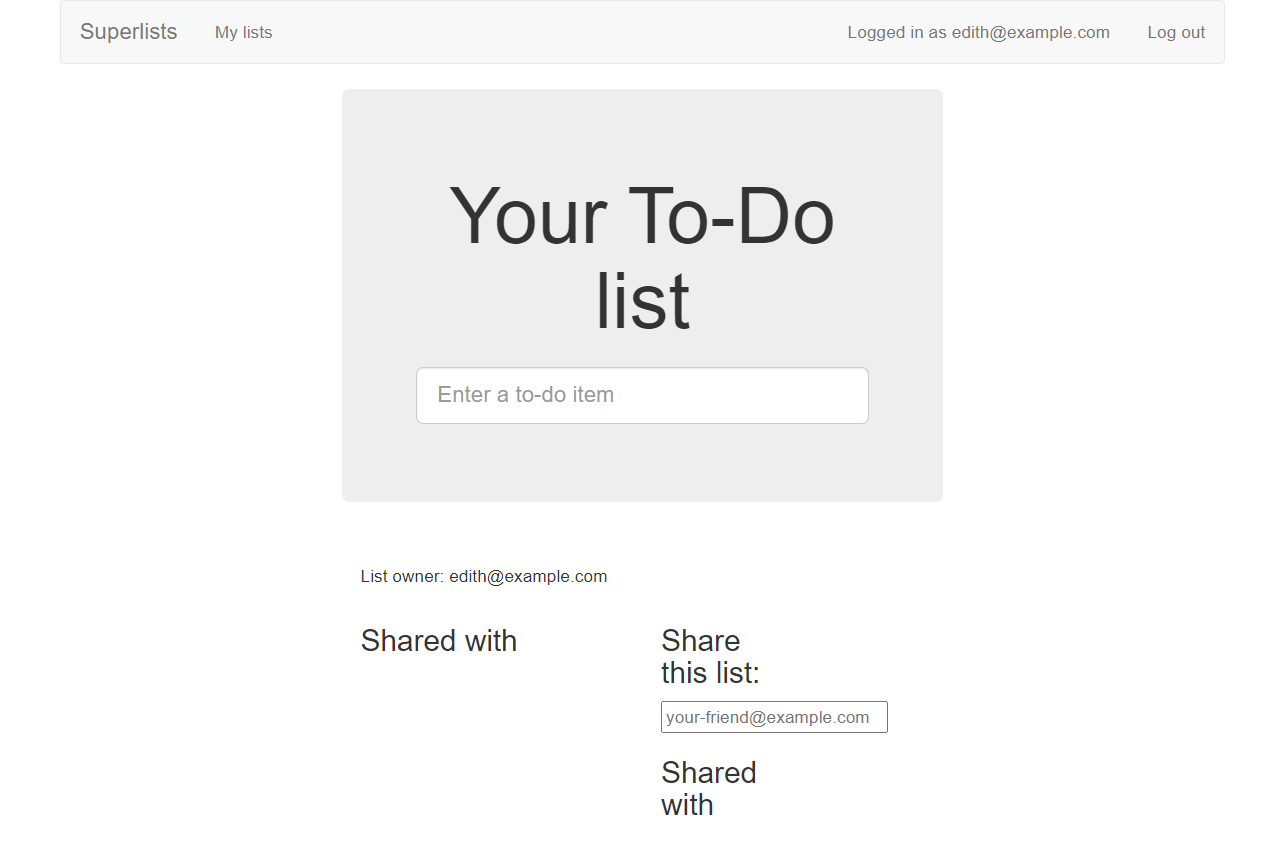 Superlists My lists Logged in as edith@example.com Log out
Your To-Do
list
Enter a to-do item
List owner: edith@example.com
Shared with
Share
this list:
your-friend@example.com
Shared
with